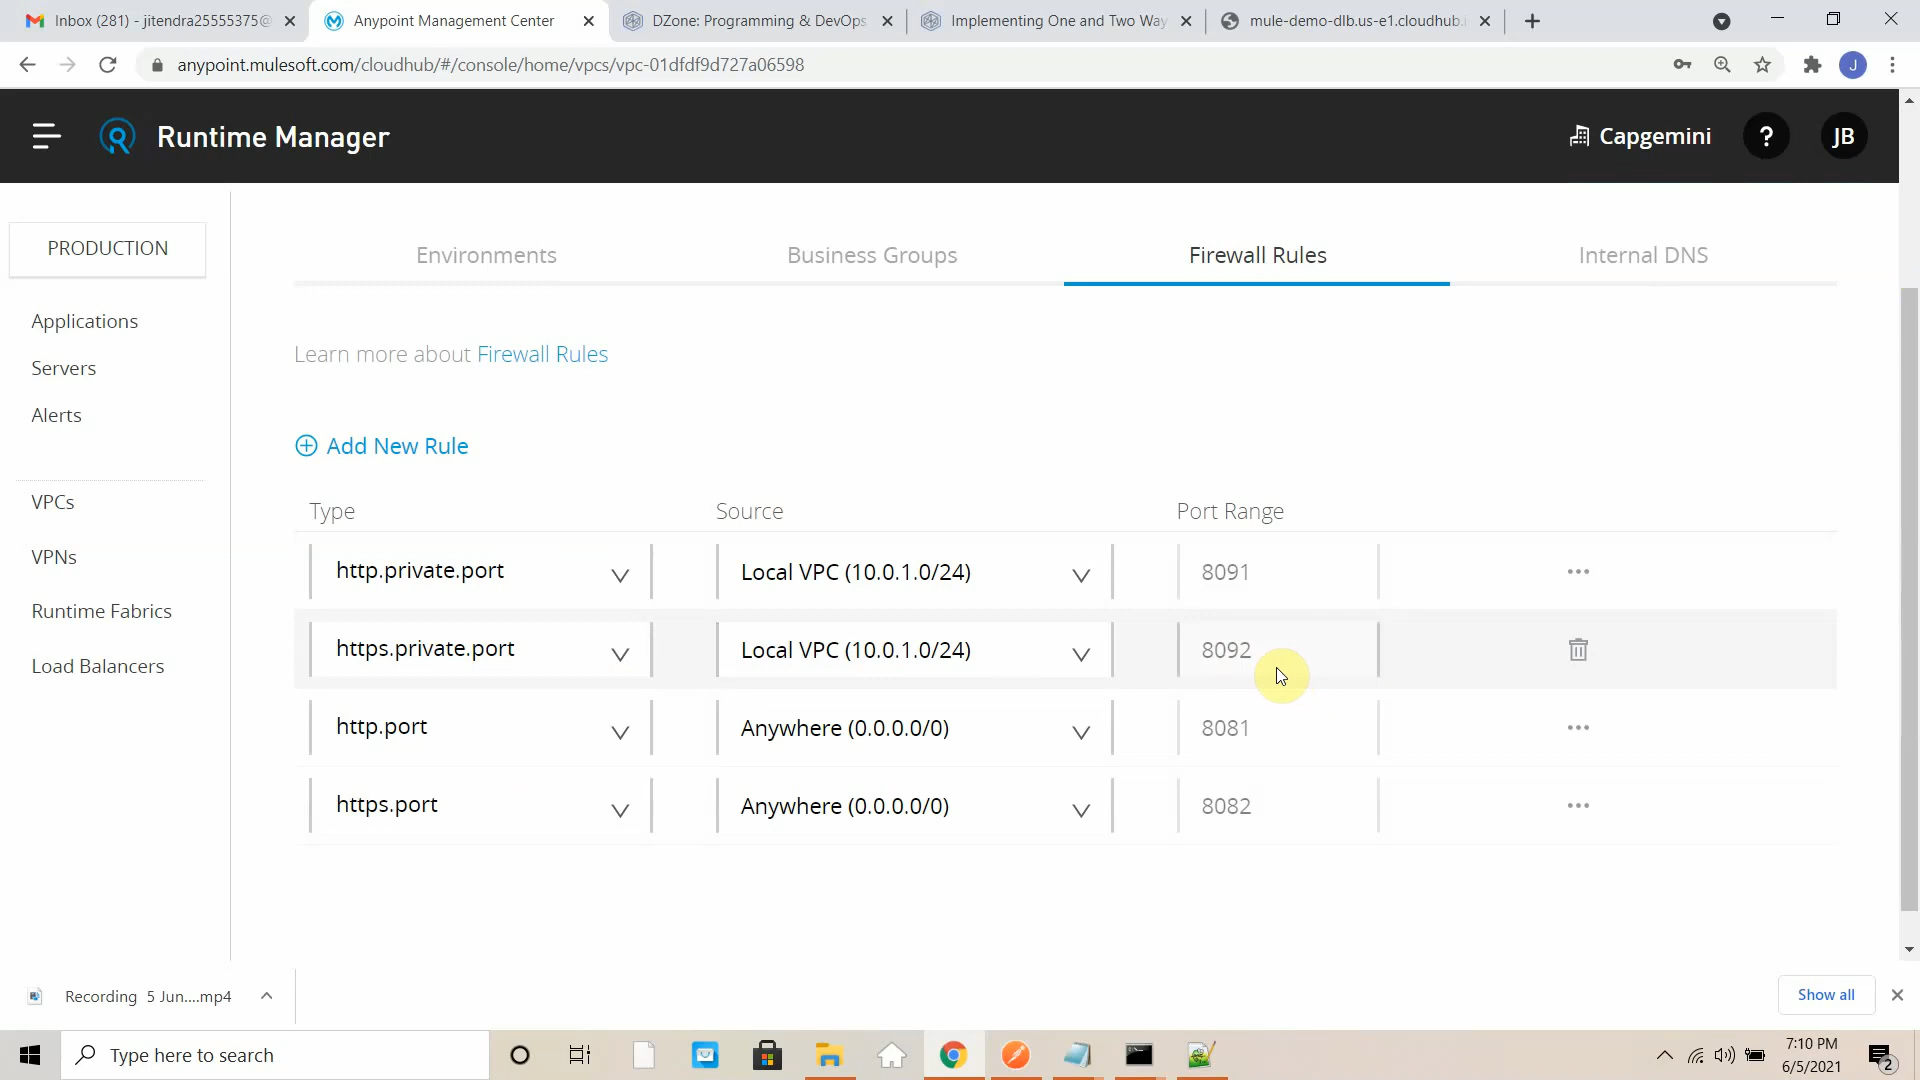 Inbox (281) - jitendra25555375@
Anypoint Management Center
DZone: Programming & DevOps
Implementing One and Two Way
mule-demo-dlb.us-e1.cloudhub.i
anypoint.mulesoft.com/cloudhub/#/console/home/vpcs/vpc-01dfdf9d727a06598
J
Runtime Manager
Capgemini
?
JB
PRODUCTION
Applications
Servers
Alerts
VPCs
VPNs
Runtime Fabrics
Load Balancers
Environments
Business Groups
Firewall Rules
Internal DNS
Learn more about Firewall Rules
Add New Rule
Type Source Port Range
http.private.port Local VPC (10.0.1.0/24) 8091
https.private.port Local VPC (10.0.1.0/24) 8092
http.port Anywhere (0.0.0.0/0) 8081
https.port Anywhere (0.0.0.0/0) 8082
Recording 5 Jun....mp4
Show all
Type here to search
7:10 PM
6/5/2021
2